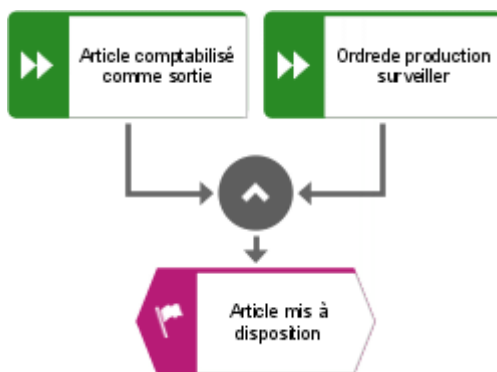 Article comptabilisé
comme sortie
Ordrede production
surveiller
Article mis à
disposition